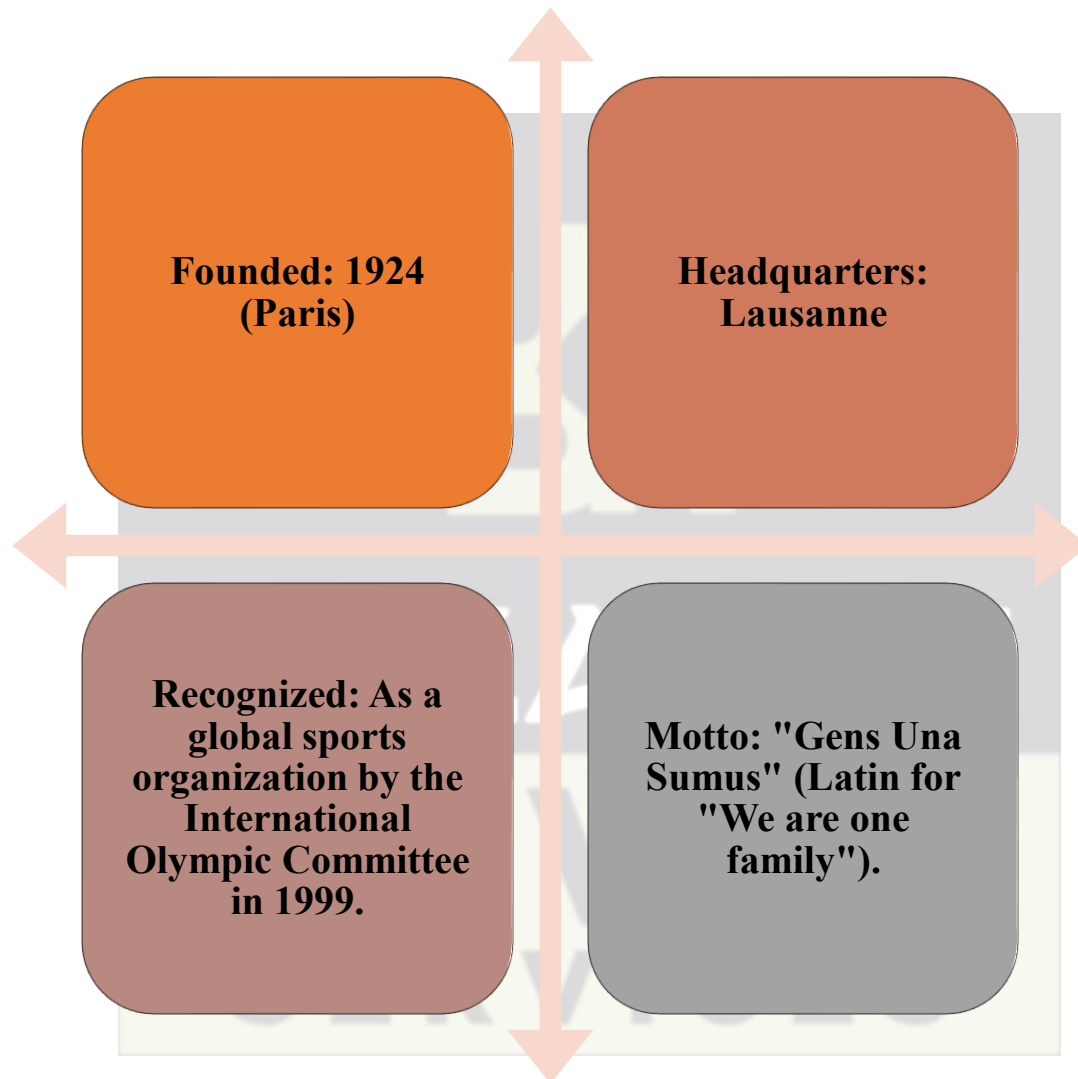 Founded: 1924
(Paris)
Headquarters:
Lausanne
Recognized: As a
global sports
organization by the
International
Olympic Committee
in 1999.
Motto: "Gens Una
Sumus" (Latin for
"We are one
family").